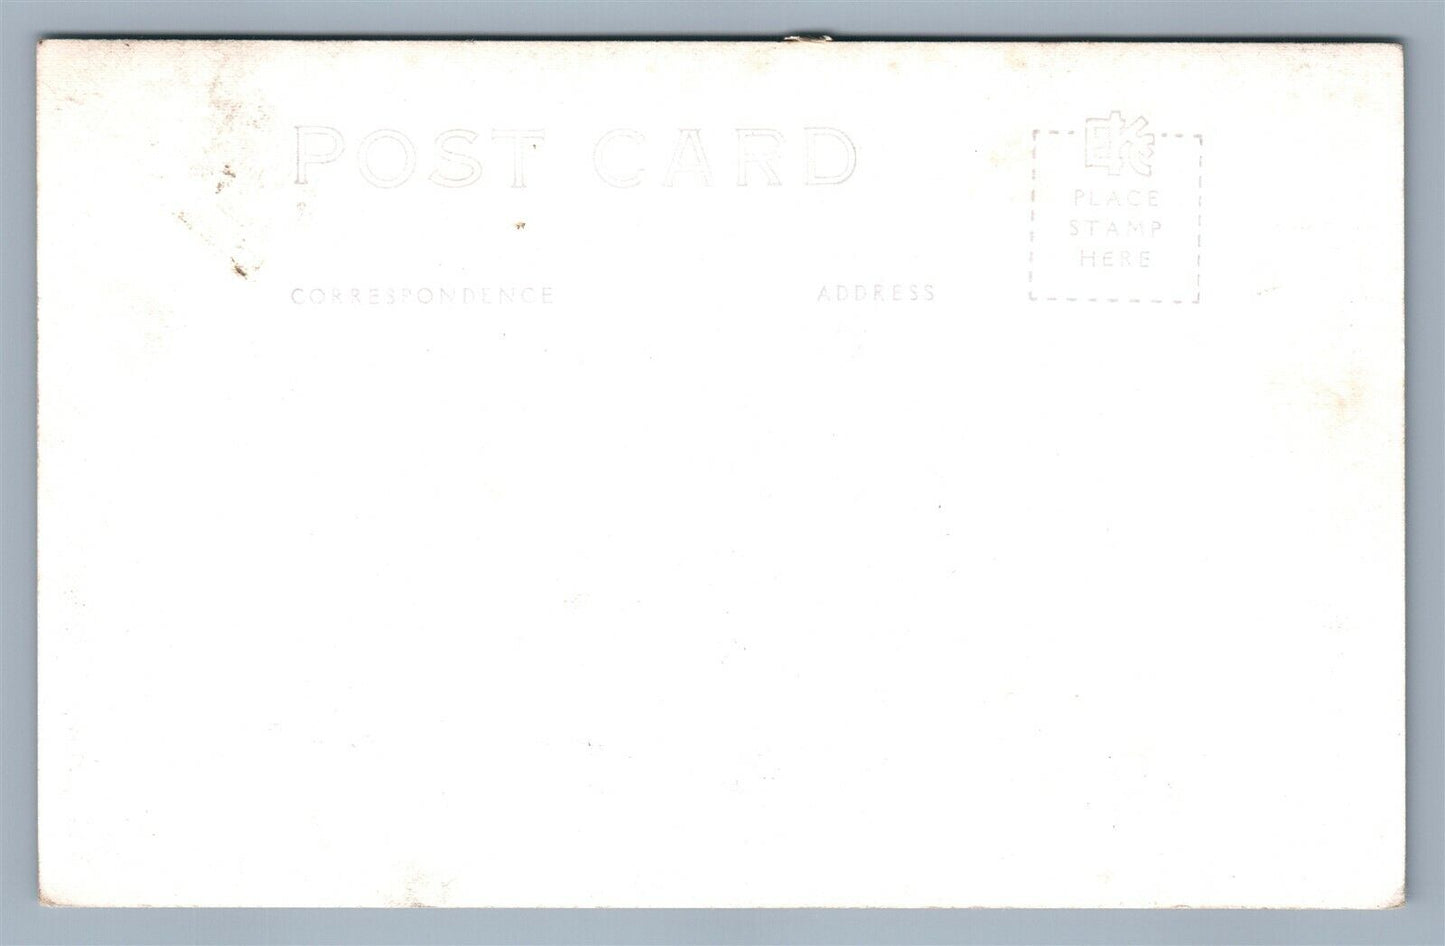 POST CARD
PLACE
STAMP
HERE
CORRESPONDENCE
ADDRESS